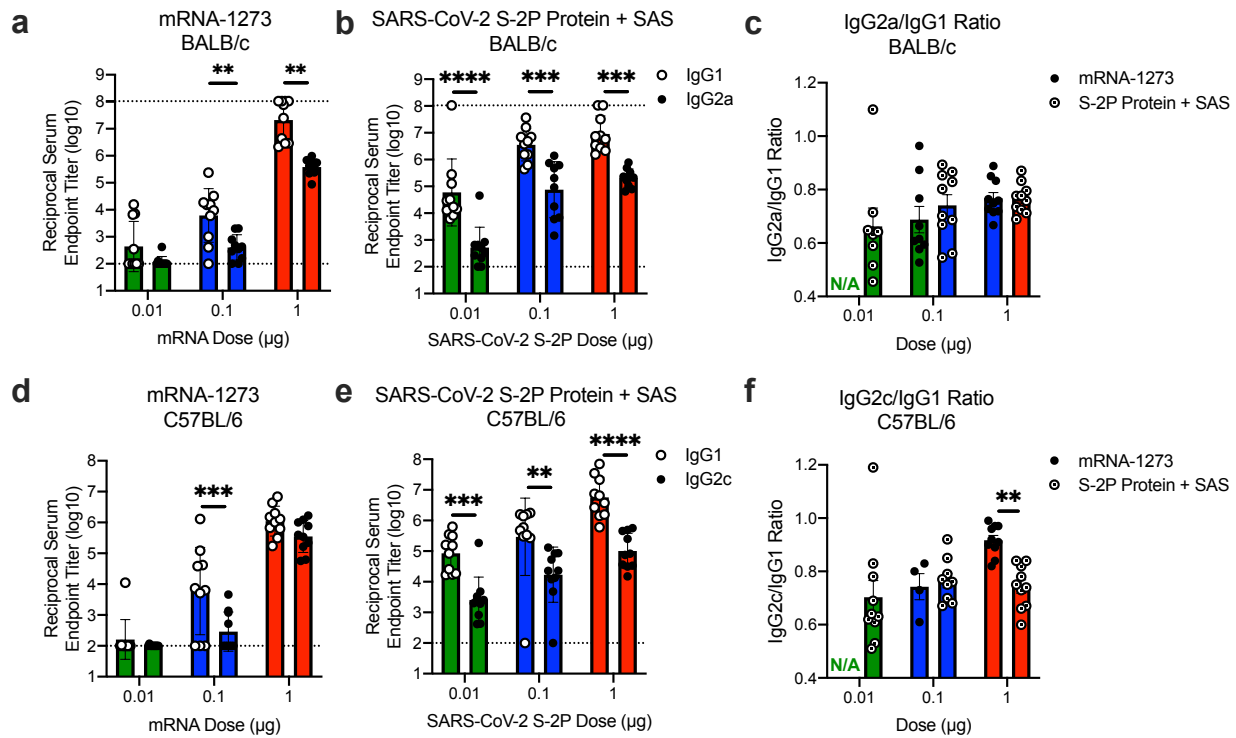 a
mRNA-1273
BALB/c
Reciprocal Serum
Endpoint Titer (log10)
9
8
7
6
5
4
3
2
1
**
**
0.01
0.1
1
mRNA Dose (µg)
b
SARS-CoV-2 S-2P Protein + SAS
BALB/c
Reciprocal Serum
Endpoint Titer (log10)
9
8
7
6
5
4
3
2
1
****
***
***
IgG1
IgG2a
0.01
0.1
1
SARS-CoV-2 S-2P Dose (µg)
c
IgG2a/IgG1 Ratio
BALB/c
IgG2a/IgG1 Ratio
1.2
1.0
0.8
0.6
0.4
mRNA-1273
S-2P Protein + SAS
N/A
0.01
0.1
1
Dose (µg)
d
mRNA-1273
C57BL/6
Reciprocal Serum
Endpoint Titer (log10)
8
7
6
5
4
3
2
1
***
0.01
0.1
1
mRNA Dose (µg)
e
SARS-CoV-2 S-2P Protein + SAS
C57BL/6
Reciprocal Serum
Endpoint Titer (log10)
8
7
6
5
4
3
2
1
***
**
****
IgG1
IgG2c
0.01
0.1
1
SARS-CoV-2 S-2P Dose (µg)
f
IgG2c/IgG1 Ratio
C57BL/6
IgG2c/IgG1 Ratio
1.2
1.0
0.8
0.6
0.4
mRNA-1273
S-2P Protein + SAS
**
N/A
0.01
0.1
1
Dose (µg)